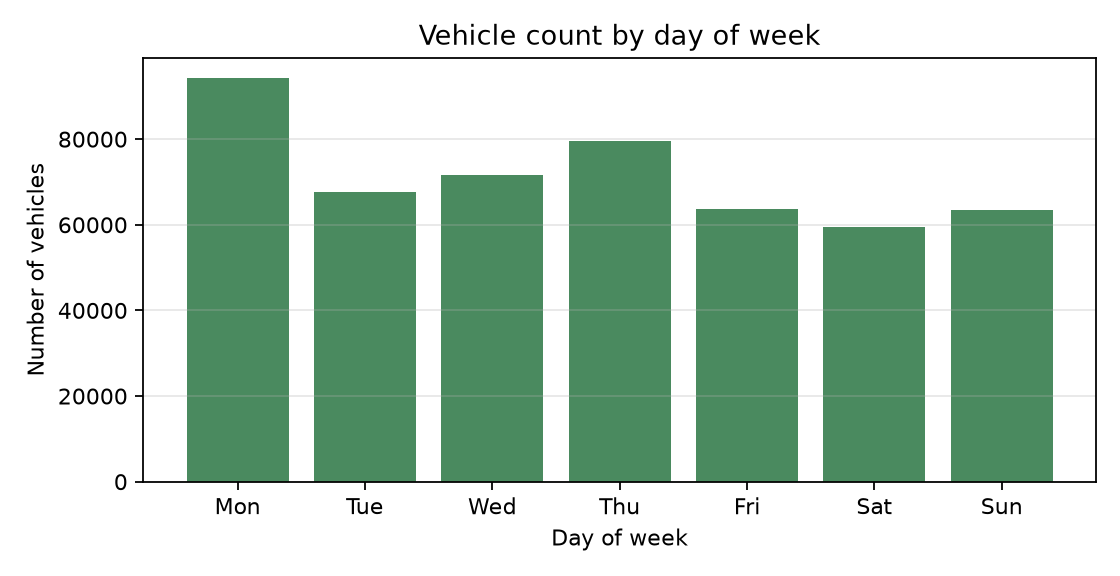 Vehicle count by day of week
Number of vehicles
80000
60000
40000
20000
0
Mon Tue Wed Thu Fri Sat Sun
Day of week